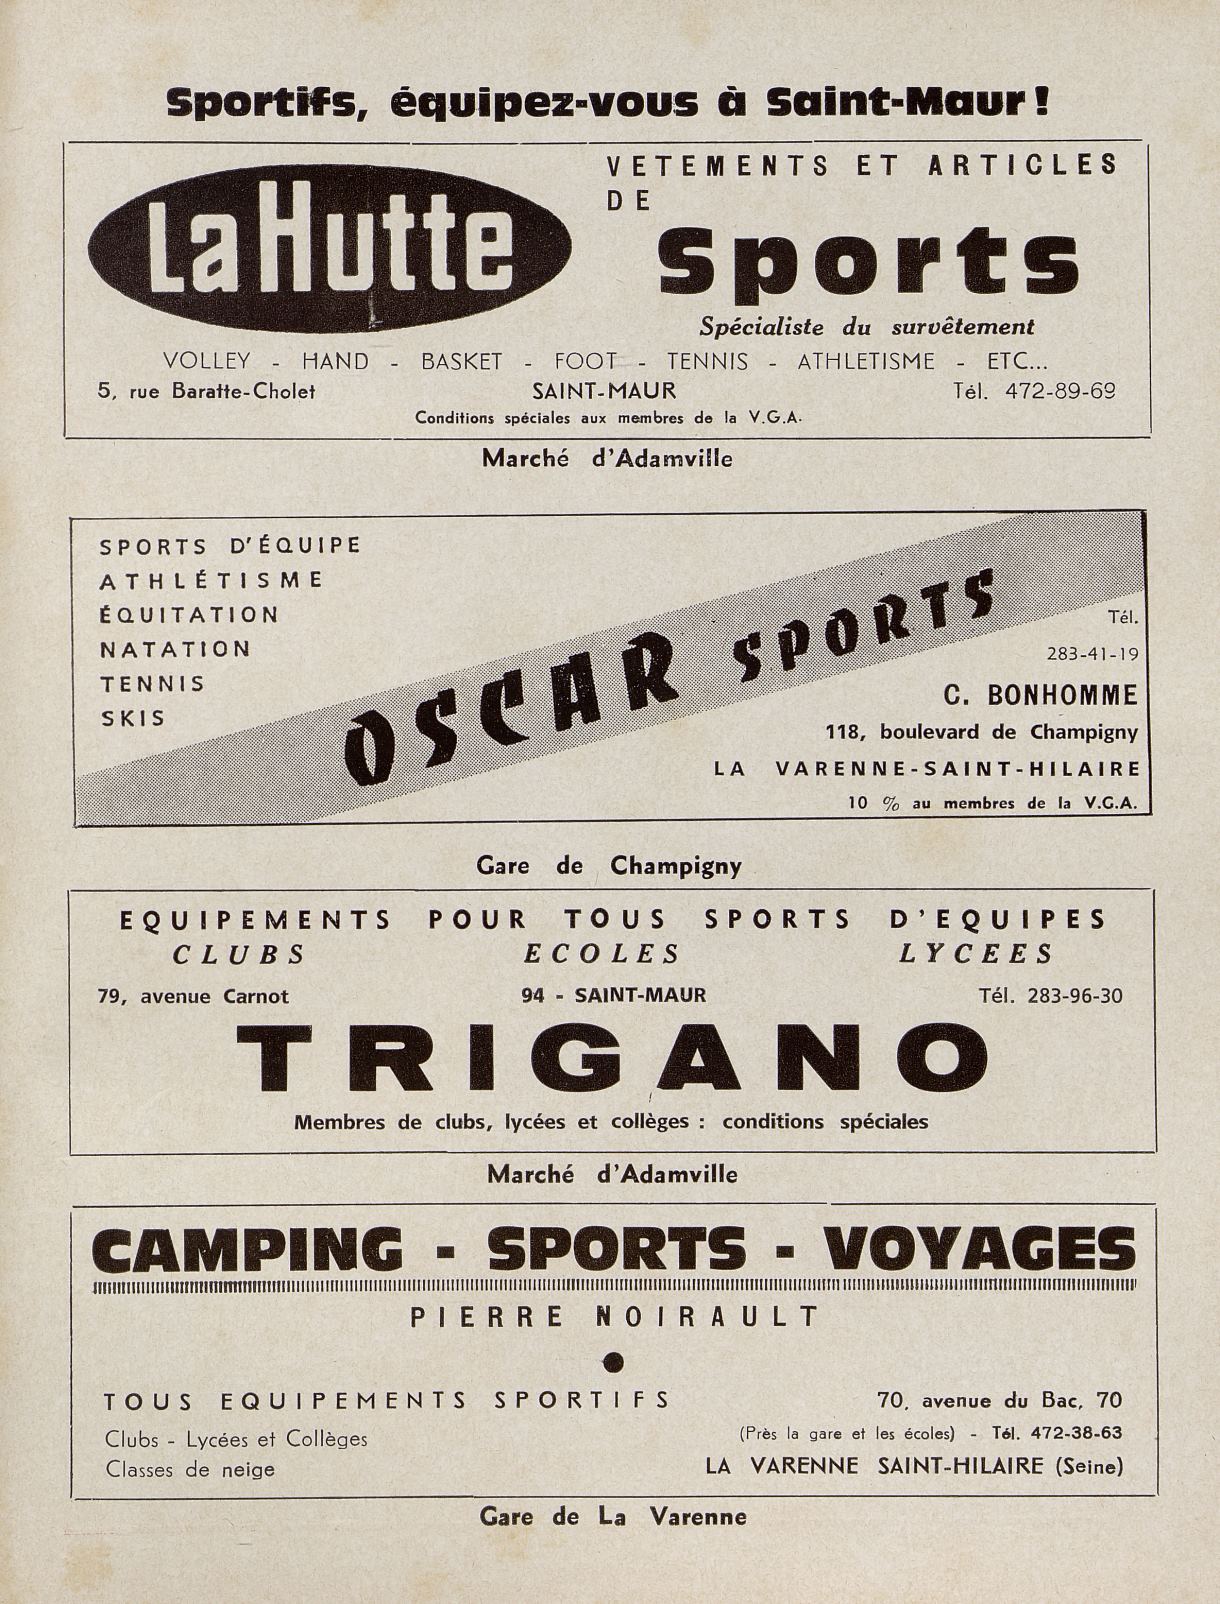 Sportifs, équipez-vous à Saint-Maur !
La Hutte
VETEMENTS ET ARTICLES
DE
Sports
Spécialiste du survêtement
VOLLEY - HAND - BASKET - FOOT - TENNIS - ATHLETISME - ETC...
5, rue Baratte-Cholet SAINT-MAUR Tél. 472-89-69
Conditions spéciales aux membres de la V.G.A.
Marché d'Adamville
SPORTS D'ÉQUIPE
ATHLÉTISME
ÉQUITATION
NATATION
TENNIS
SKIS
OSCAR SPORTS
Tél.
283-41-19
C. BONHOMME
118, boulevard de Champigny
LA VARENNE-SAINT-HILAIRE
10 % au membres de la V.G.A.
Gare de Champigny
EQUIPEMENTS POUR TOUS SPORTS D'EQUIPES
CLUBS ECOLES LYCEES
79, avenue Carnot 94 - SAINT-MAUR Tél. 283-96-30
TRIGANO
Membres de clubs, lycées et collèges : conditions spéciales
Marché d'Adamville
CAMPING - SPORTS - VOYAGES
PIERRE NOIRAULT
TOUS EQUIPEMENTS SPORTIFS
Clubs - Lycées et Collèges
Classes de neige
70, avenue du Bac, 70
(Près la gare et les écoles) - Tél. 472-38-63
LA VARENNE SAINT-HILAIRE (Seine)
Gare de La Varenne